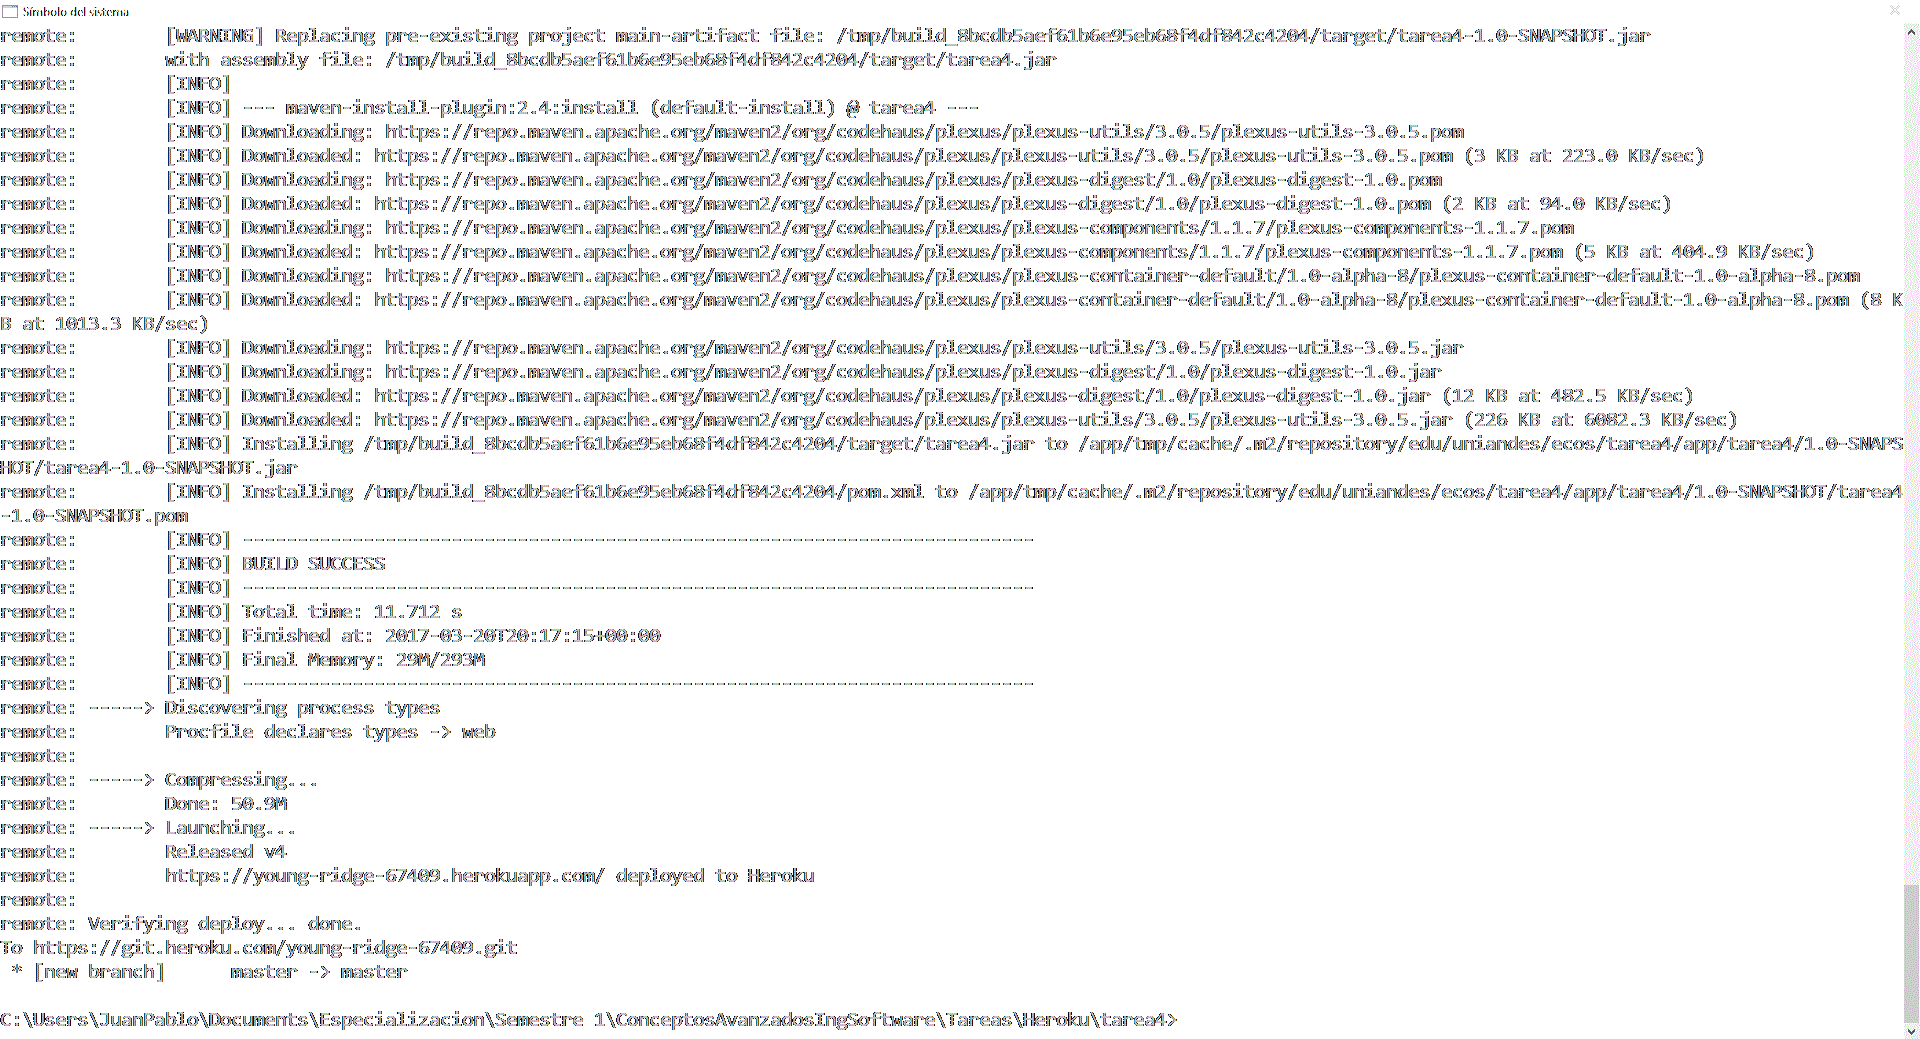 Símbolo del sistema
remote:        [WARNING] Replacing pre-existing project main-artifact file: /tmp/build_8bcdb5aef61b6e95eb68f4df842c4204/target/tarea4-1.0-SNAPSHOT.jar
remote:        with assembly file: /tmp/build_8bcdb5aef61b6e95eb68f4df842c4204/target/tarea4.jar
remote:        [INFO]
remote:        [INFO] --- maven-install-plugin:2.4:install (default-install) @ tarea4 ---
remote:        [INFO] Downloading: https://repo.maven.apache.org/maven2/org/codehaus/plexus/plexus-utils/3.0.5/plexus-utils-3.0.5.pom
remote:        [INFO] Downloaded: https://repo.maven.apache.org/maven2/org/codehaus/plexus/plexus-utils/3.0.5/plexus-utils-3.0.5.pom (3 KB at 223.0 KB/sec)
remote:        [INFO] Downloading: https://repo.maven.apache.org/maven2/org/codehaus/plexus/plexus-digest/1.0/plexus-digest-1.0.pom
remote:        [INFO] Downloaded: https://repo.maven.apache.org/maven2/org/codehaus/plexus/plexus-digest/1.0/plexus-digest-1.0.pom (2 KB at 94.0 KB/sec)
remote:        [INFO] Downloading: https://repo.maven.apache.org/maven2/org/codehaus/plexus/plexus-components/1.1.7/plexus-components-1.1.7.pom
remote:        [INFO] Downloaded: https://repo.maven.apache.org/maven2/org/codehaus/plexus/plexus-components/1.1.7/plexus-components-1.1.7.pom (5 KB at 404.9 KB/sec)
remote:        [INFO] Downloading: https://repo.maven.apache.org/maven2/org/codehaus/plexus/plexus-container-default/1.0-alpha-8/plexus-container-default-1.0-alpha-8.pom
remote:        [INFO] Downloaded: https://repo.maven.apache.org/maven2/org/codehaus/plexus/plexus-container-default/1.0-alpha-8/plexus-container-default-1.0-alpha-8.pom (8 K
B at 1013.3 KB/sec)
remote:        [INFO] Downloading: https://repo.maven.apache.org/maven2/org/codehaus/plexus/plexus-utils/3.0.5/plexus-utils-3.0.5.jar
remote:        [INFO] Downloading: https://repo.maven.apache.org/maven2/org/codehaus/plexus/plexus-digest/1.0/plexus-digest-1.0.jar
remote:        [INFO] Downloaded: https://repo.maven.apache.org/maven2/org/codehaus/plexus/plexus-digest/1.0/plexus-digest-1.0.jar (12 KB at 482.5 KB/sec)
remote:        [INFO] Downloaded: https://repo.maven.apache.org/maven2/org/codehaus/plexus/plexus-utils/3.0.5/plexus-utils-3.0.5.jar (226 KB at 6082.3 KB/sec)
remote:        [INFO] Installing /tmp/build_8bcdb5aef61b6e95eb68f4df842c4204/target/tarea4.jar to /app/tmp/cache/.m2/repository/edu/uniandes/ecos/tarea4/app/tarea4/1.0-SNAPS
HOT/tarea4-1.0-SNAPSHOT.jar
remote:        [INFO] Installing /tmp/build_8bcdb5aef61b6e95eb68f4df842c4204/pom.xml to /app/tmp/cache/.m2/repository/edu/uniandes/ecos/tarea4/app/tarea4/1.0-SNAPSHOT/tarea4
-1.0-SNAPSHOT.pom
remote:        [INFO] ------------------------------------------------------------------------
remote:        [INFO] BUILD SUCCESS
remote:        [INFO] ------------------------------------------------------------------------
remote:        [INFO] Total time: 11.712 s
remote:        [INFO] Finished at: 2017-03-20T20:17:15+00:00
remote:        [INFO] Final Memory: 29M/293M
remote:        [INFO] ------------------------------------------------------------------------
remote: -----> Discovering process types
remote:        Procfile declares types -> web
remote:
remote: -----> Compressing...
remote:        Done: 50.9M
remote: -----> Launching...
remote:        Released v4
remote:        https://young-ridge-67409.herokuapp.com/ deployed to Heroku
remote:
remote: Verifying deploy... done.
To https://git.heroku.com/young-ridge-67409.git
 * [new branch]      master -> master
C:\Users\JuanPablo\Documents\Especializacion\Semestre 1\ConceptosAvanzadosIngSoftware\Tareas\Heroku\tarea4>